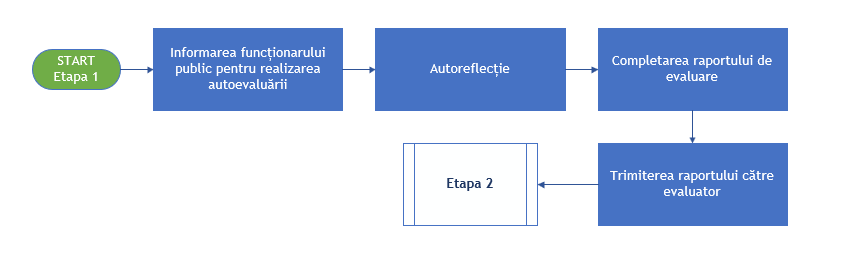 START
Etapa 1
Informarea funcționarului
public pentru realizarea
autoevaluării
Autoreflecție
Completarea raportului de
evaluare
Trimiterea raportului către
evaluator
Etapa 2